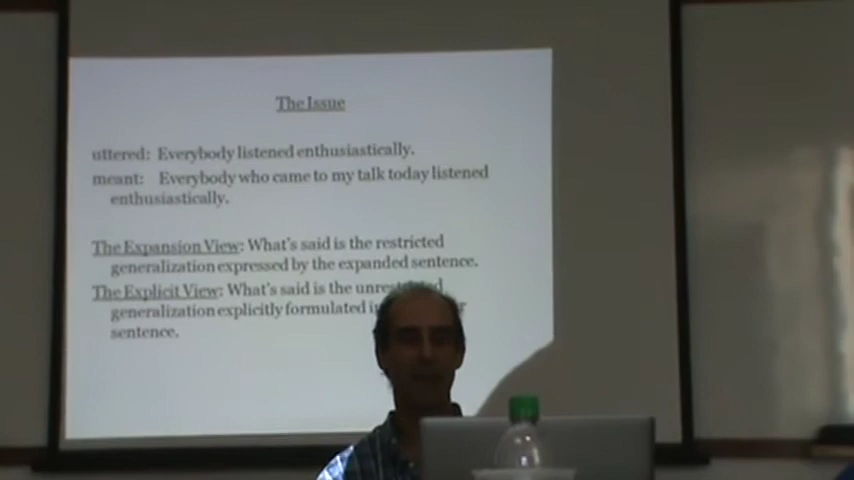 The Issue
uttered: Everybody listened enthusiastically.
meant: Everybody who came to my talk today listened
enthusiastically.
The Expansion View: What's said is the restricted
generalization expressed by the expanded sentence.
The Explicit View: What's said is the
generalization explicitly formulated
sentence.